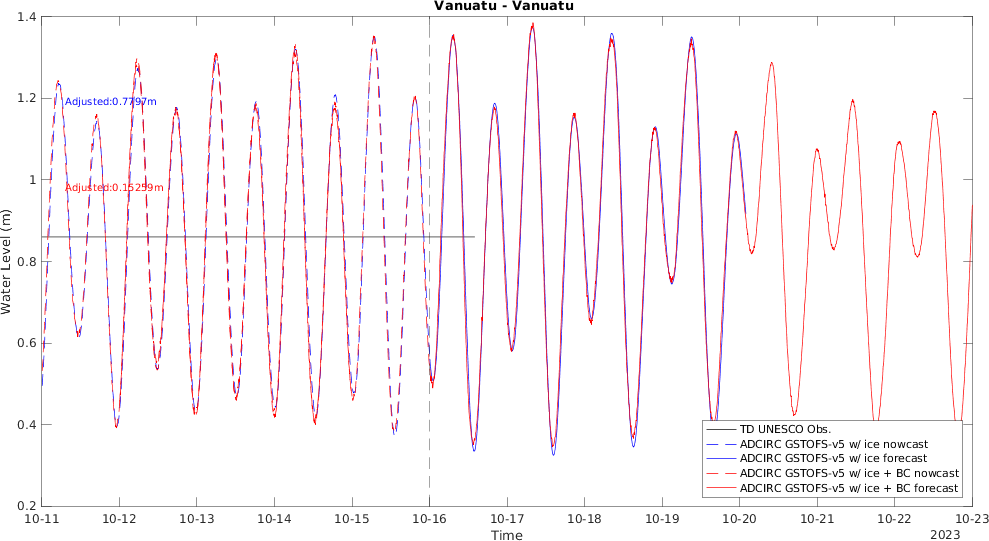 Vanuatu - Vanuatu
1.4
1.2
1
0.8
0.6
0.4
0.2
Water Level (m)
Adjusted:0.7797m
Adjusted:0.15259m
TD UNESCO Obs.
ADCIRC GSTOFS-v5 w/ ice nowcast
ADCIRC GSTOFS-v5 w/ ice forecast
ADCIRC GSTOFS-v5 w/ ice + BC nowcast
ADCIRC GSTOFS-v5 w/ ice + BC forecast
10-11 10-12 10-13 10-14 10-15 10-16 10-17 10-18 10-19 10-20 10-21 10-22 10-23
Time
2023